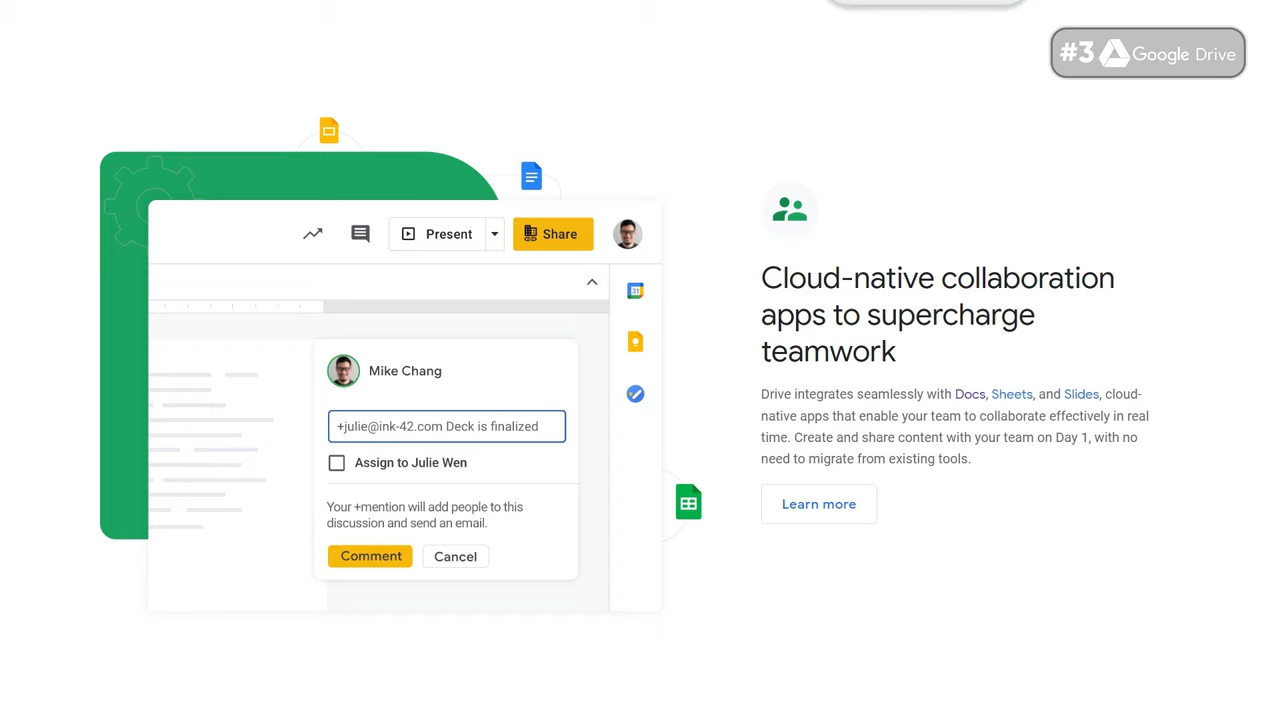 #3 Google Drive
Present
Share
31
Mike Chang
+julie@ink-42.com Deck is finalized
Assign to Julie Wen
Your +mention will add people to this
discussion and send an email.
Comment
Cancel
Cloud-native collaboration
apps to supercharge
teamwork
Drive integrates seamlessly with Docs, Sheets, and Slides, cloud-
native apps that enable your team to collaborate effectively in real
time. Create and share content with your team on Day 1, with no
need to migrate from existing tools.
Learn more